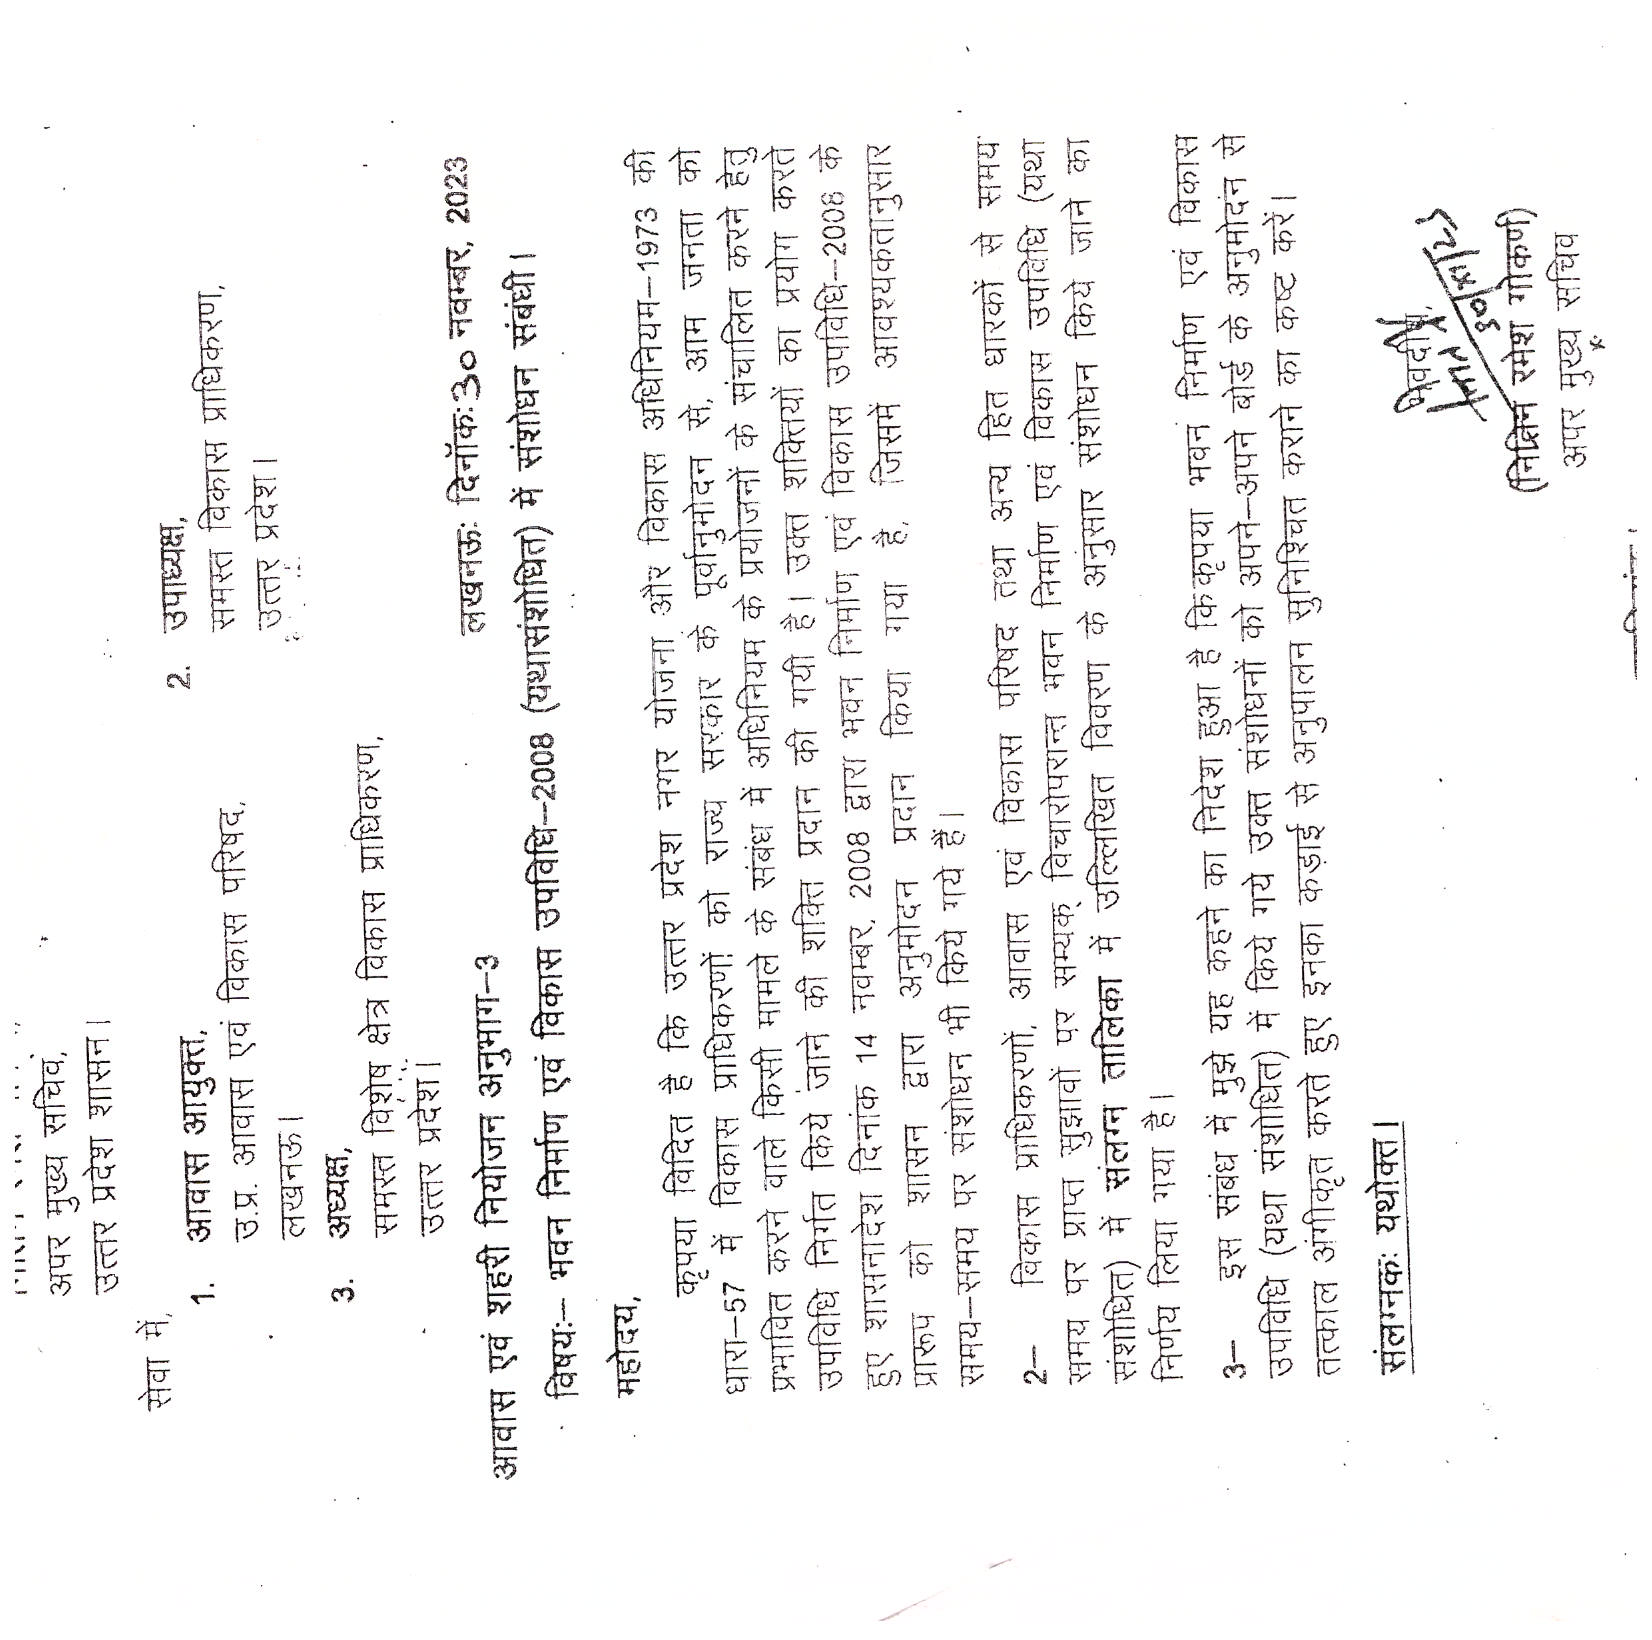 अपर मुख्य सचिव,
उत्तर प्रदेश शासन।
सेवा में,
1. आवास आयुक्त,
उ.प्र. आवास एवं विकास परिषद,
लखनऊ।
2. उपाध्यक्ष,
समस्त विकास प्राधिकरण,
उत्तर प्रदेश।
3. अध्यक्ष,
समस्त विशेष क्षेत्र विकास प्राधिकरण,
उत्तर प्रदेश।
आवास एवं शहरी नियोजन अनुभाग—3 लखनऊः दिनॉकः30 नवम्बर, 2023
विषयः— भवन निर्माण एवं विकास उपविधि—2008 (यथासंशोधित) में संशोधन संबंधी।
महोदय,
कृपया विदित है कि उत्तर प्रदेश नगर योजना और विकास अधिनियम—1973 की
धारा—57 में विकास प्राधिकरणों को राज्य सरकार के पूर्वानुमोदन से, आम जनता को
प्रभावित करने वाले किसी मामले के संबंध में अधिनियम के प्रयोजनों के संचालित करने हेतु
उपविधि निर्गत किये जाने की शक्ति प्रदान की गयी है। उक्त शक्तियों का प्रयोग करते
हुए शासनादेश दिनांक 14 नवम्बर, 2008 द्वारा भवन निर्माण एवं विकास उपविधि—2008 के
प्रारूप को शासन द्वारा अनुमोदन प्रदान किया गया है, जिसमें आवश्यकतानुसार
समय—समय पर संशोधन भी किये गये हैं।
2— विकास प्राधिकरणों, आवास एवं विकास परिषद तथा अन्य हित धारकों से समय
समय पर प्राप्त सुझावों पर सम्यक् विचारोपरान्त भवन निर्माण एवं विकास उपविधि (यथा
संशोधित) में संलग्न तालिका में उल्लिखित विवरण के अनुसार संशोधन किये जाने का
निर्णय लिया गया है।
3— इस संबंध में मुझे यह कहने का निदेश हुआ है कि कृपया भवन निर्माण एवं विकास
उपविधि (यथा संशोधित) में किये गये उक्त संशोधनों को अपने—अपने बोर्ड के अनुमोदन से
तत्काल अंगीकृत करते हुए इनका कड़ाई से अनुपालन सुनिश्चित कराने का कष्ट करें।
संलग्नकः यथोक्त।
भवदीय,
30/XI/23
(नितिन रमेश गोकर्ण)
अपर मुख्य सचिव